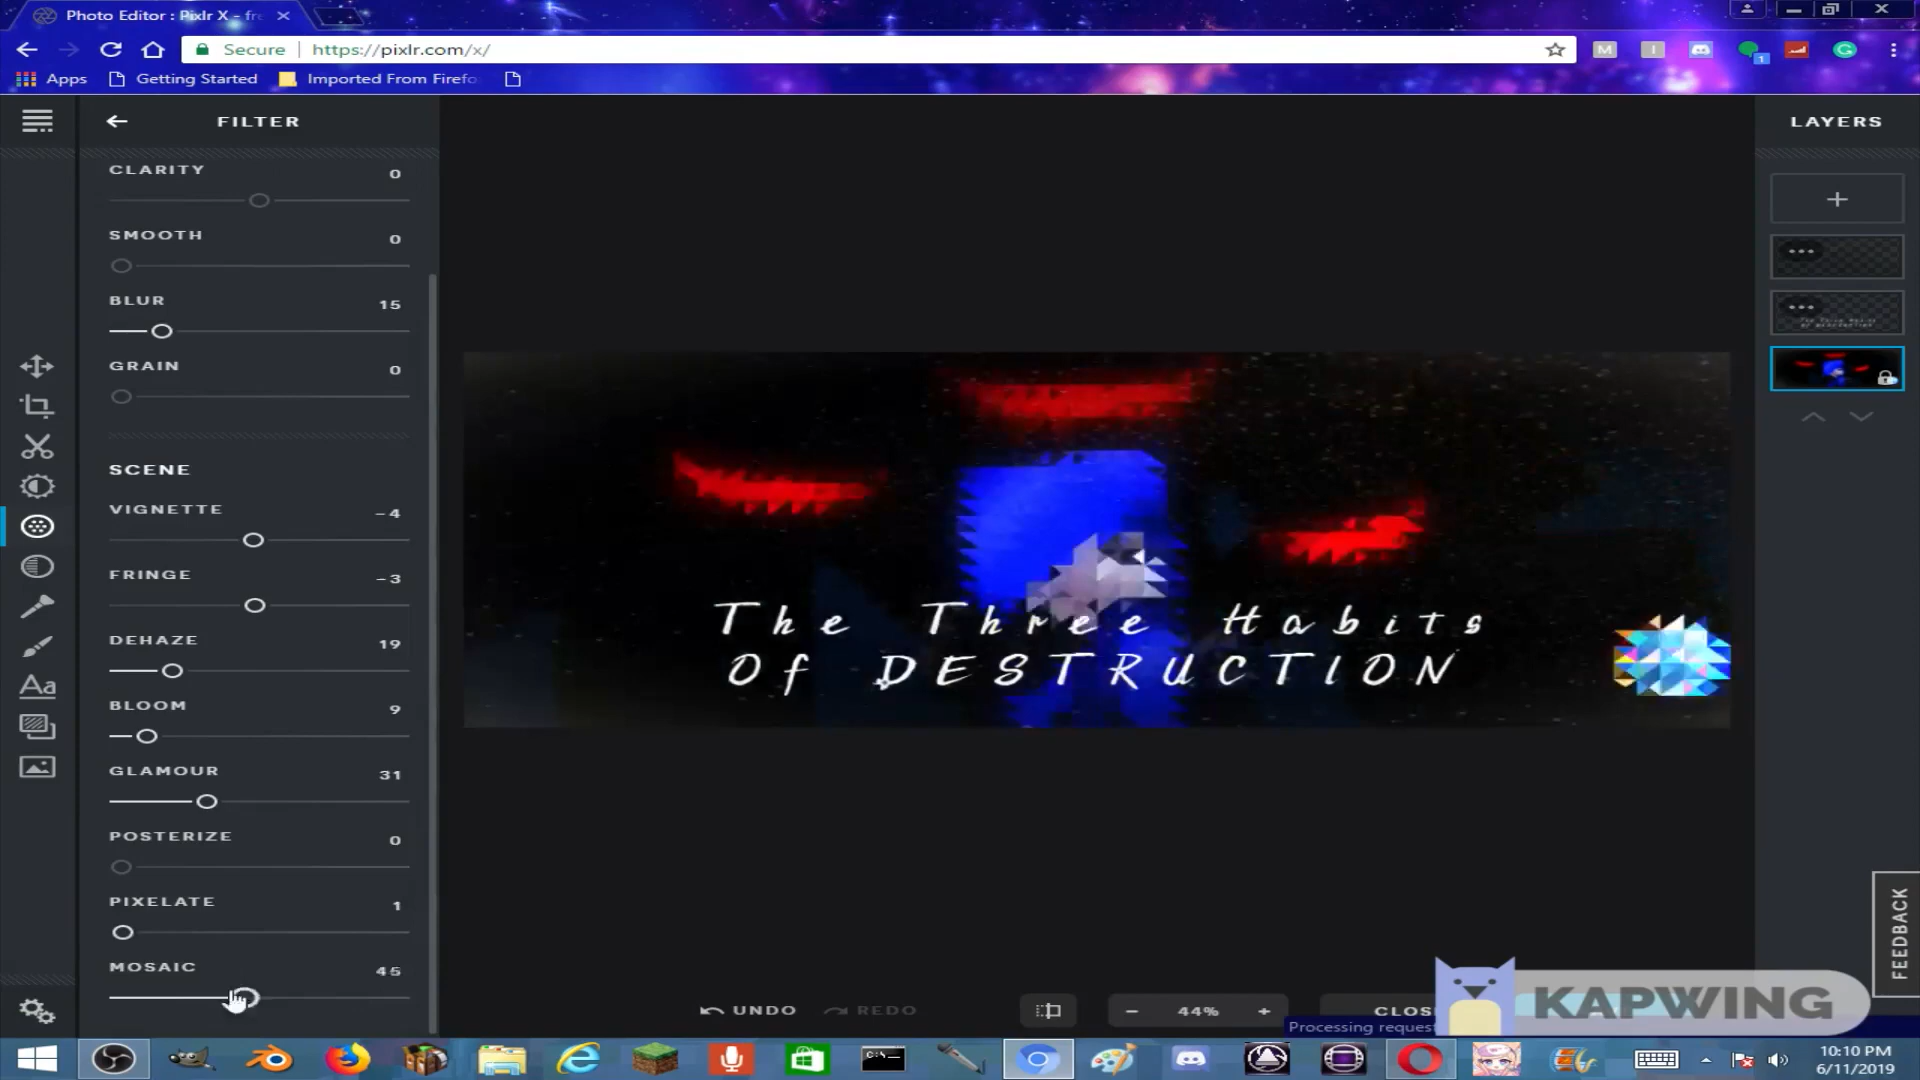 Photo Editor : Pixlr X - fre
Secure https://pixlr.com/x/
Apps Getting Started Imported From Firefo
FILTER
LAYERS
CLARITY 0
SMOOTH 0
BLUR 15
GRAIN 0
SCENE
VIGNETTE -4
FRINGE -3
DEHAZE 19
BLOOM 9
GLAMOUR 31
POSTERIZE 0
PIXELATE 1
MOSAIC 45
The Three Habits
Of DESTRUCTION
FEEDBACK
UNDO REDO 44% CLOS
KAPWING
Processing reques
10:10 PM
6/11/2019